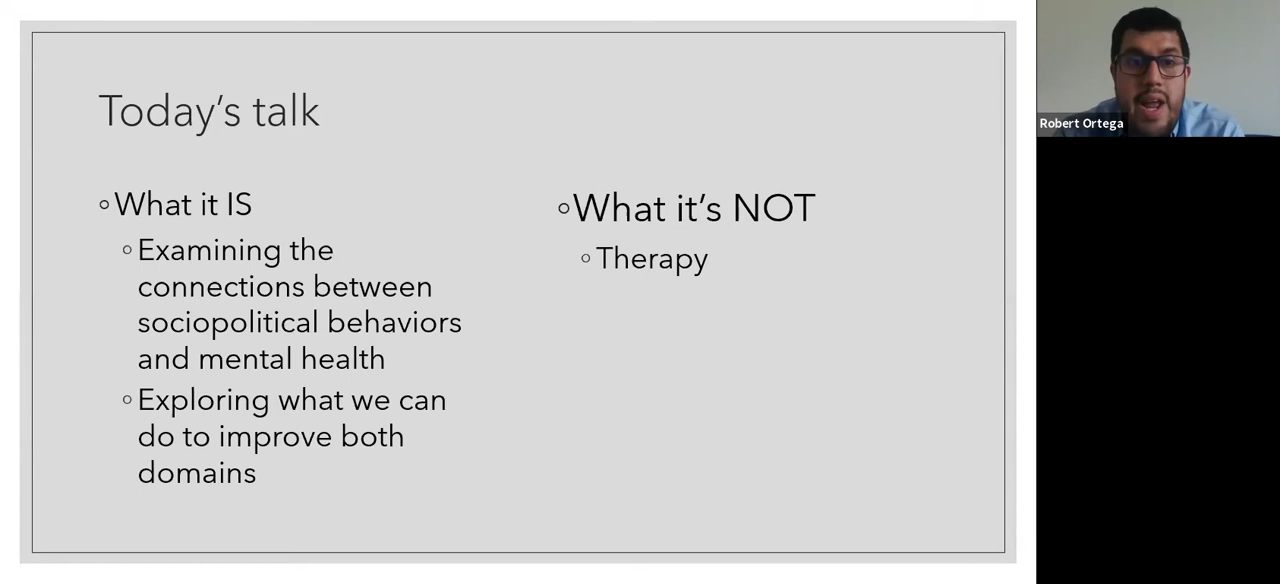 Today's talk
◦What it IS
◦Examining the
connections between
sociopolitical behaviors
and mental health
◦Exploring what we can
do to improve both
domains
◦What it's NOT
◦Therapy
Robert Ortega